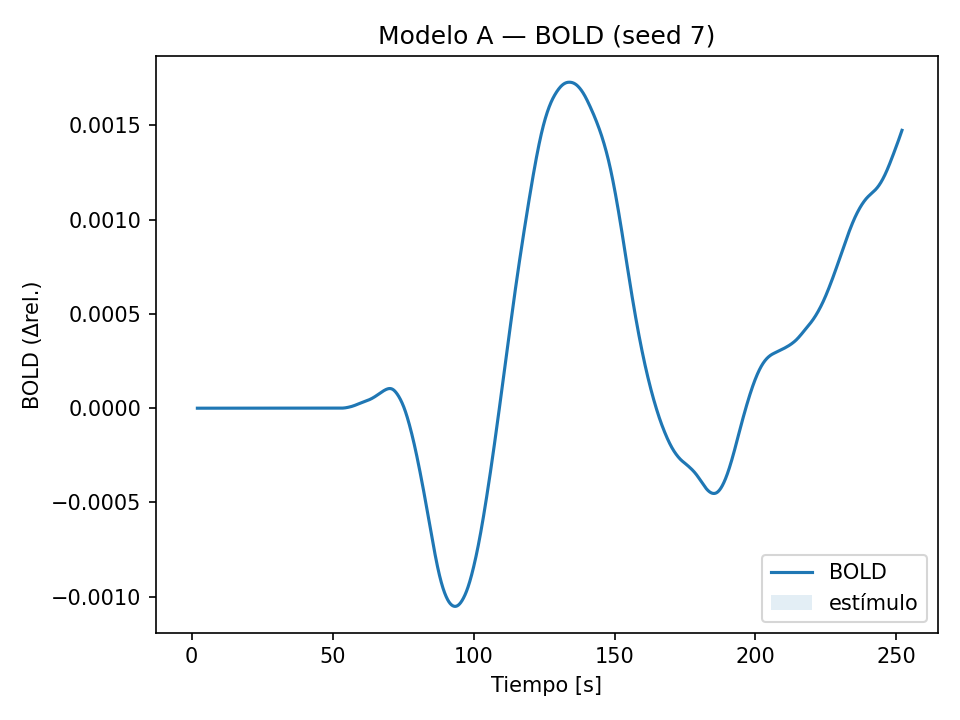 Modelo A — BOLD (seed 7)
BOLD (Δrel.)
0.0015
0.0010
0.0005
0.0000
−0.0005
−0.0010
0 50 100 150 200 250
Tiempo [s]
BOLD
estímulo